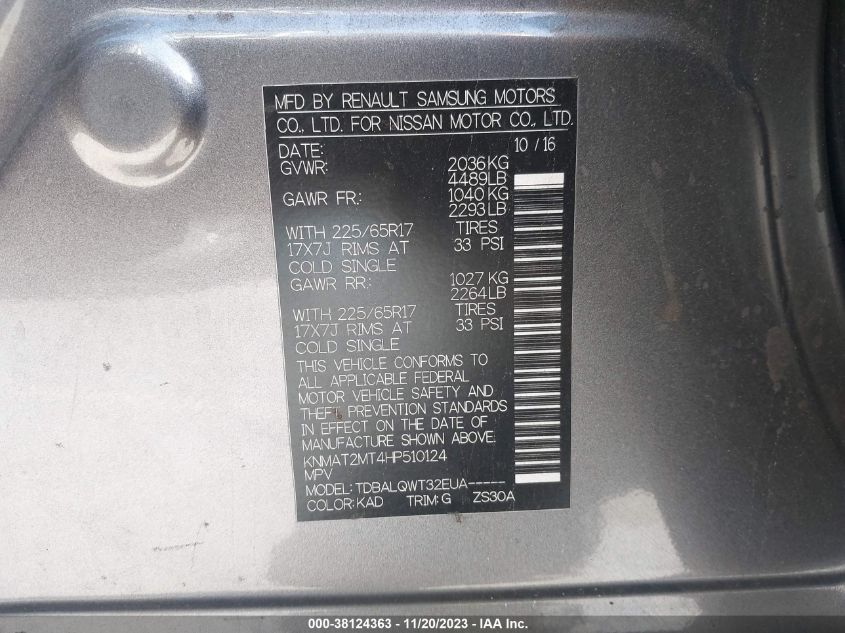 MFD BY RENAULT SAMSUNG MOTORS
CO., LTD. FOR NISSAN MOTOR CO., LTD.
DATE: 10 / 16
GVWR: 2036KG
4489LB
GAWR FR: 1040 KG
2293LB
WITH 225/65R17 TIRES
17X7J RIMS AT 33 PSI
COLD SINGLE
GAWR RR: 1027 KG
2264LB
WITH 225/65R17 TIRES
17X7J RIMS AT 33 PSI
COLD SINGLE
THIS VEHICLE CONFORMS TO
ALL APPLICABLE FEDERAL
MOTOR VEHICLE SAFETY AND
THEFT PREVENTION STANDARDS
IN EFFECT ON THE DATE OF
MANUFACTURE SHOWN ABOVE:
KNMAT2MT4HP510124
MPV
MODEL: TDBALQWT32EUA-----
COLOR:KAD TRIM:G ZS30A
000-38124363 - 11/20/2023 - IAA Inc.